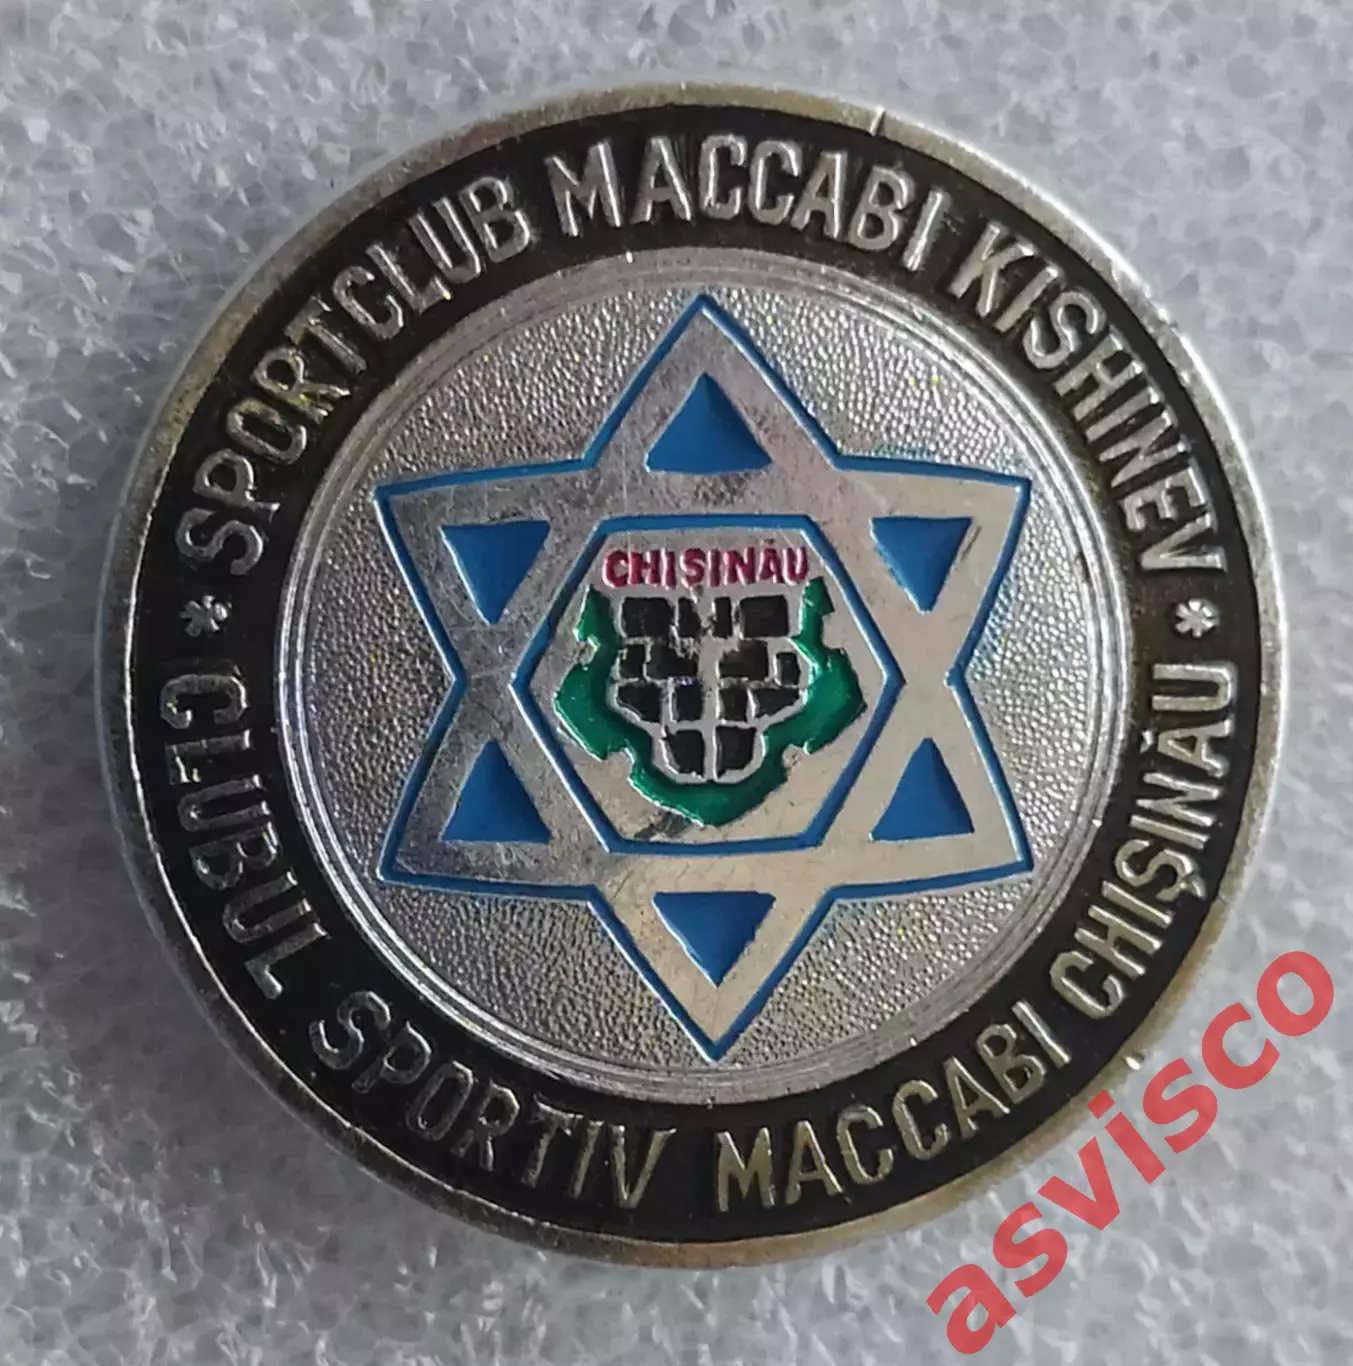 SPORTCLUB MACCABI KISHINEV *
CHIȘINĂU
CLUBUL SPORTIV MACCABI CHIȘINĂU *
asvisco